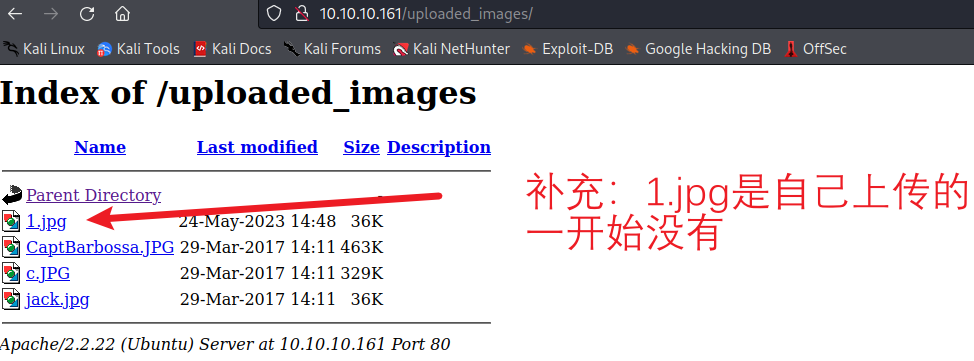 10.10.10.161/uploaded_images/
Kali Linux Kali Tools Kali Docs Kali Forums Kali NetHunter Exploit-DB Google Hacking DB OffSec
Index of /uploaded_images
Name Last modified Size Description
Parent Directory -
1.jpg 24-May-2023 14:48 36K
CaptBarbossa.JPG 29-Mar-2017 14:11 463K
c.JPG 29-Mar-2017 14:11 329K
jack.jpg 29-Mar-2017 14:11 36K
Apache/2.2.22 (Ubuntu) Server at 10.10.10.161 Port 80
补充：1.jpg是自己上传的
一开始没有